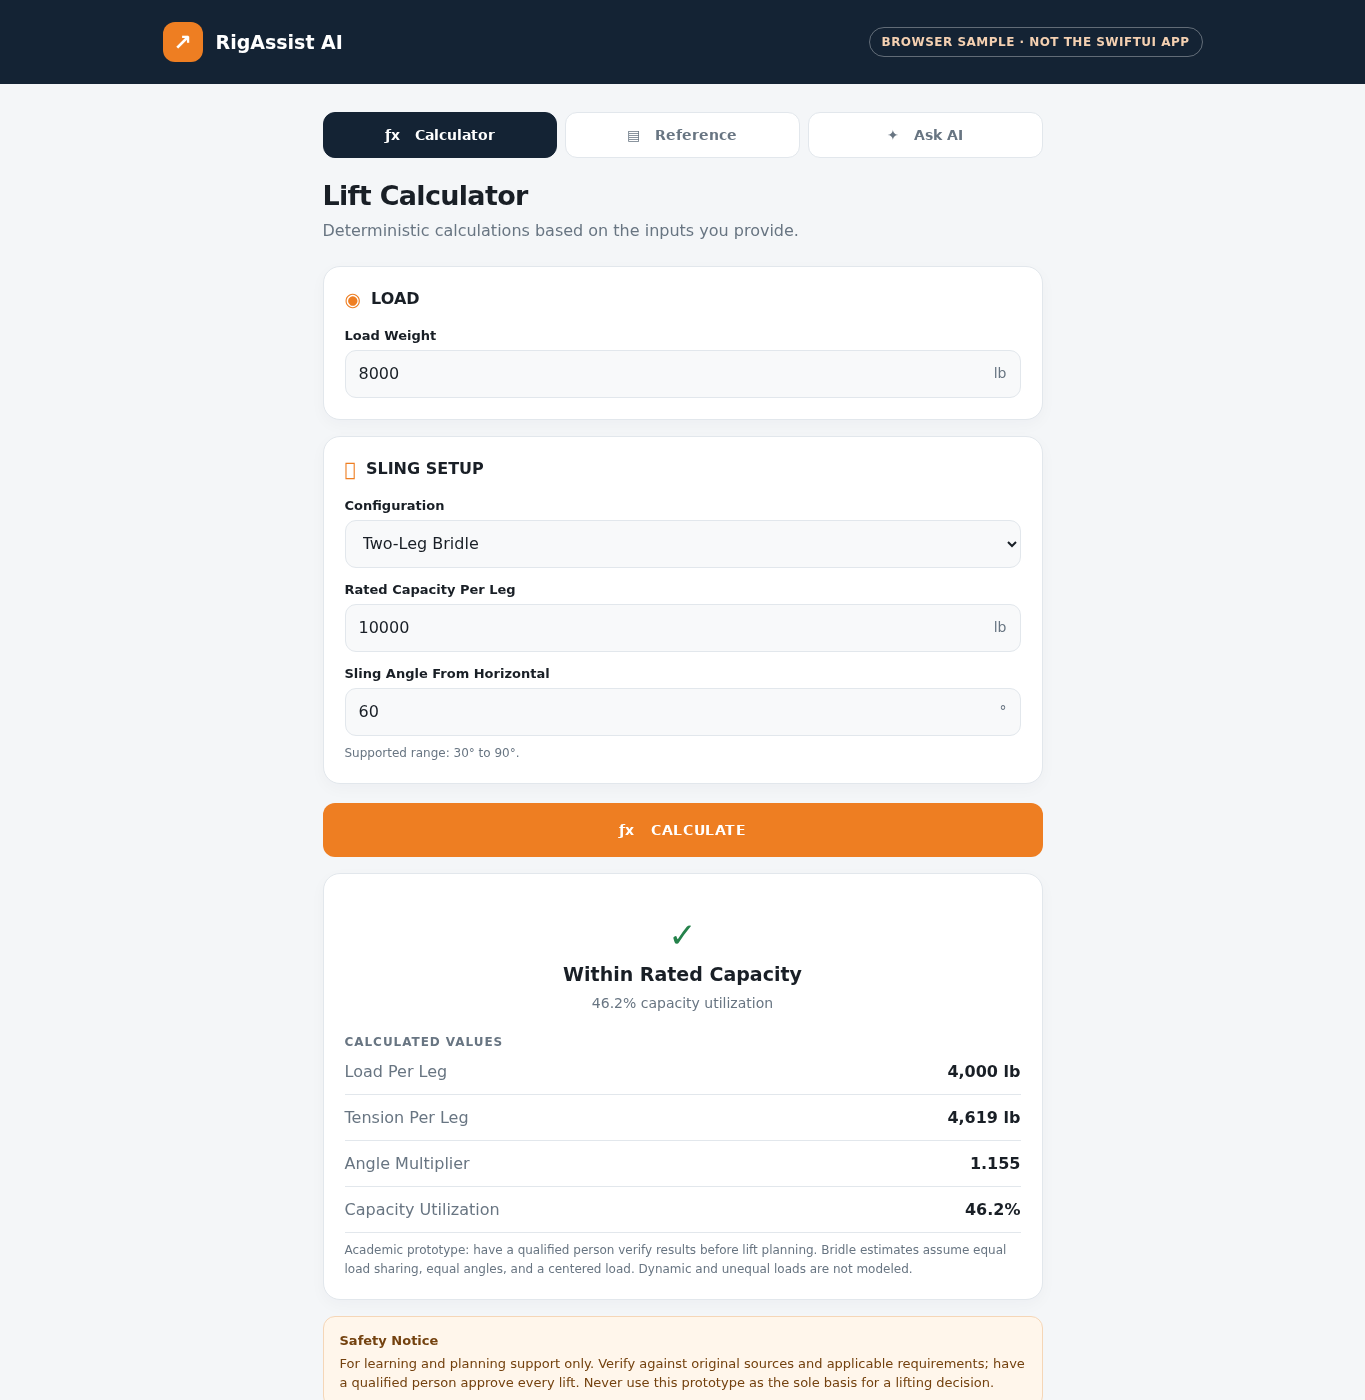 RigAssist AI
BROWSER SAMPLE · NOT THE SWIFTUI APP
ƒx Calculator
Reference
Ask AI
Lift Calculator
Deterministic calculations based on the inputs you provide.
LOAD
Load Weight
8000 lb
SLING SETUP
Configuration
Two-Leg Bridle
Rated Capacity Per Leg
10000 lb
Sling Angle From Horizontal
60 °
Supported range: 30° to 90°.
ƒx CALCULATE
Within Rated Capacity
46.2% capacity utilization
CALCULATED VALUES
Load Per Leg 4,000 lb
Tension Per Leg 4,619 lb
Angle Multiplier 1.155
Capacity Utilization 46.2%
Academic prototype: have a qualified person verify results before lift planning. Bridle estimates assume equal
load sharing, equal angles, and a centered load. Dynamic and unequal loads are not modeled.
Safety Notice
For learning and planning support only. Verify against original sources and applicable requirements; have
a qualified person approve every lift. Never use this prototype as the sole basis for a lifting decision.